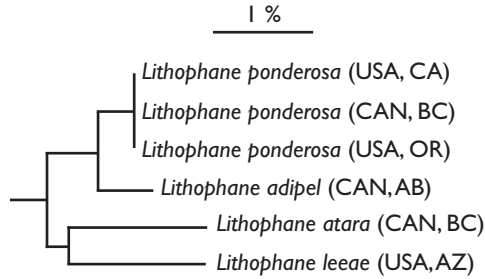 1 %
Lithophane ponderosa (USA, CA)
Lithophane ponderosa (CAN, BC)
Lithophane ponderosa (USA, OR)
Lithophane adipel (CAN, AB)
Lithophane atara (CAN, BC)
Lithophane leeae (USA, AZ)